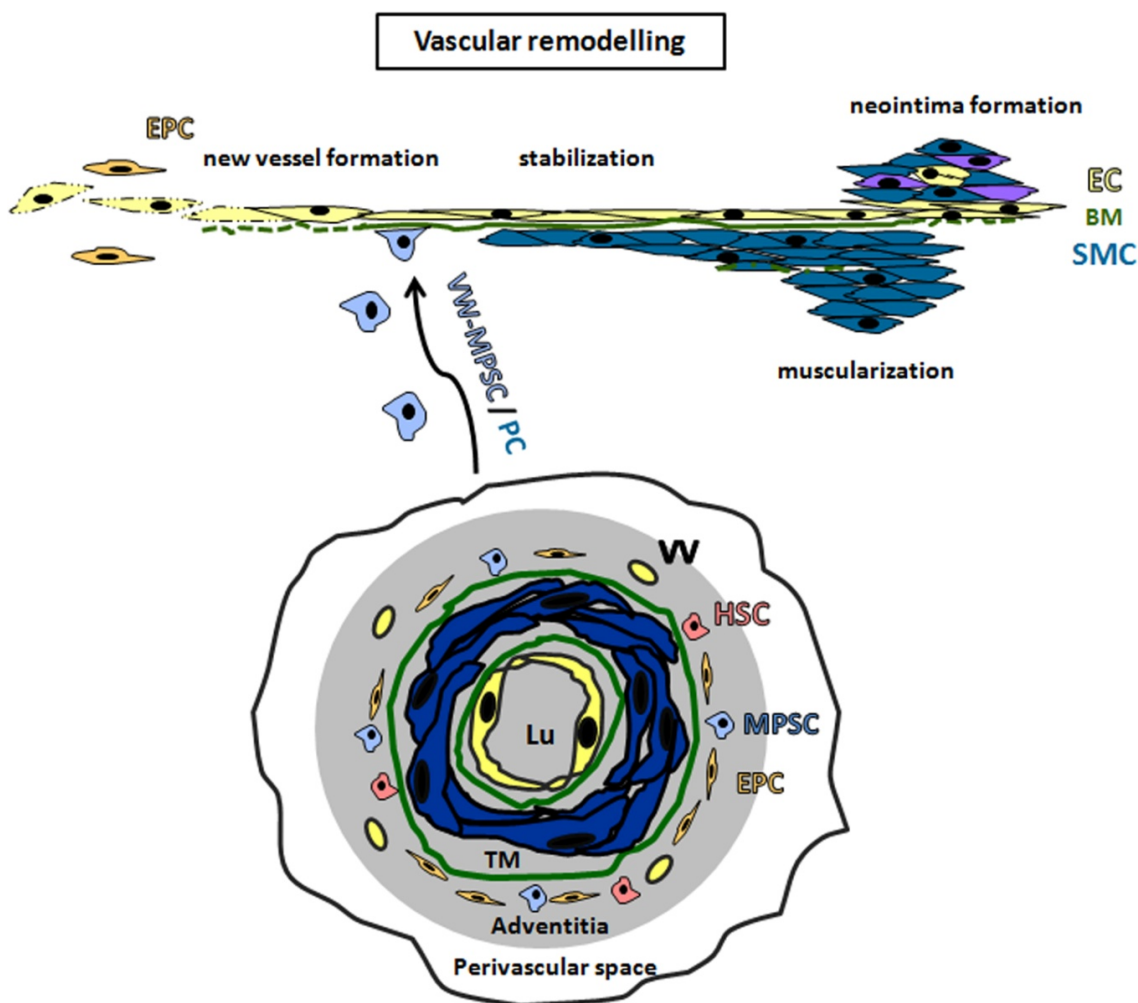 Vascular remodelling
neointima formation
EPC
new vessel formation
stabilization
EC
BM
SMC
VW-MPSC / PC
muscularization
VV
HSC
MPSC
Lu
EPC
TM
Adventitia
Perivascular space